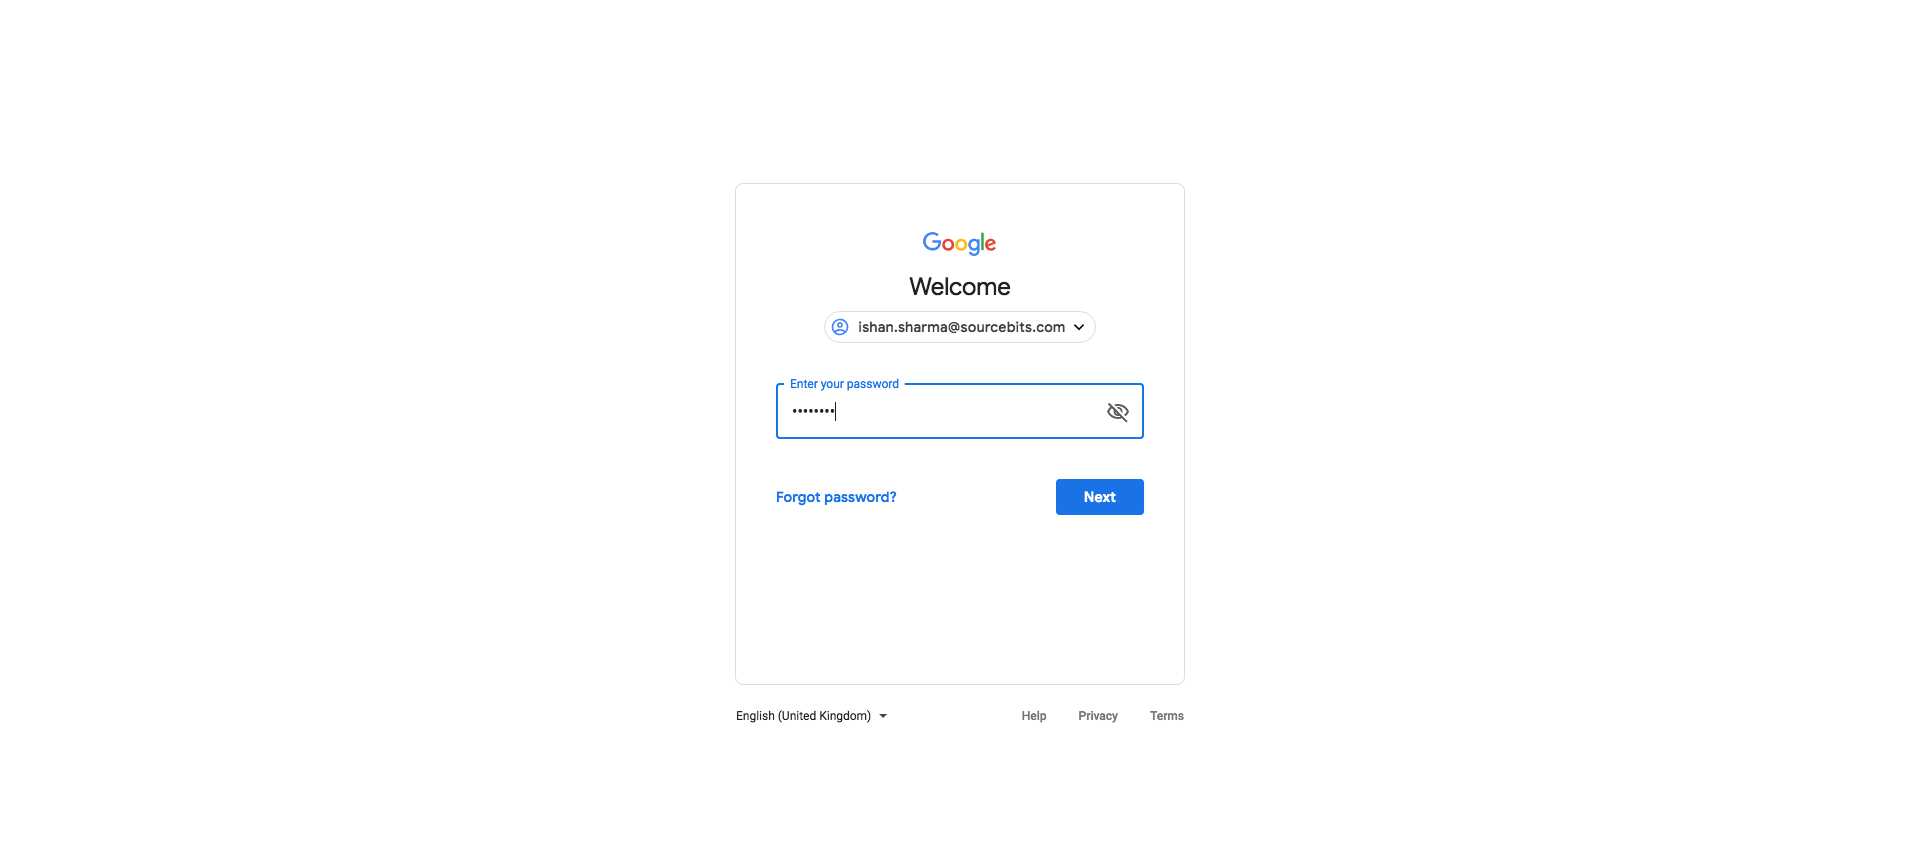 Google
Welcome
ishan.sharma@sourcebits.com
Enter your password
••••••••
Forgot password?
Next
English (United Kingdom)
Help
Privacy
Terms